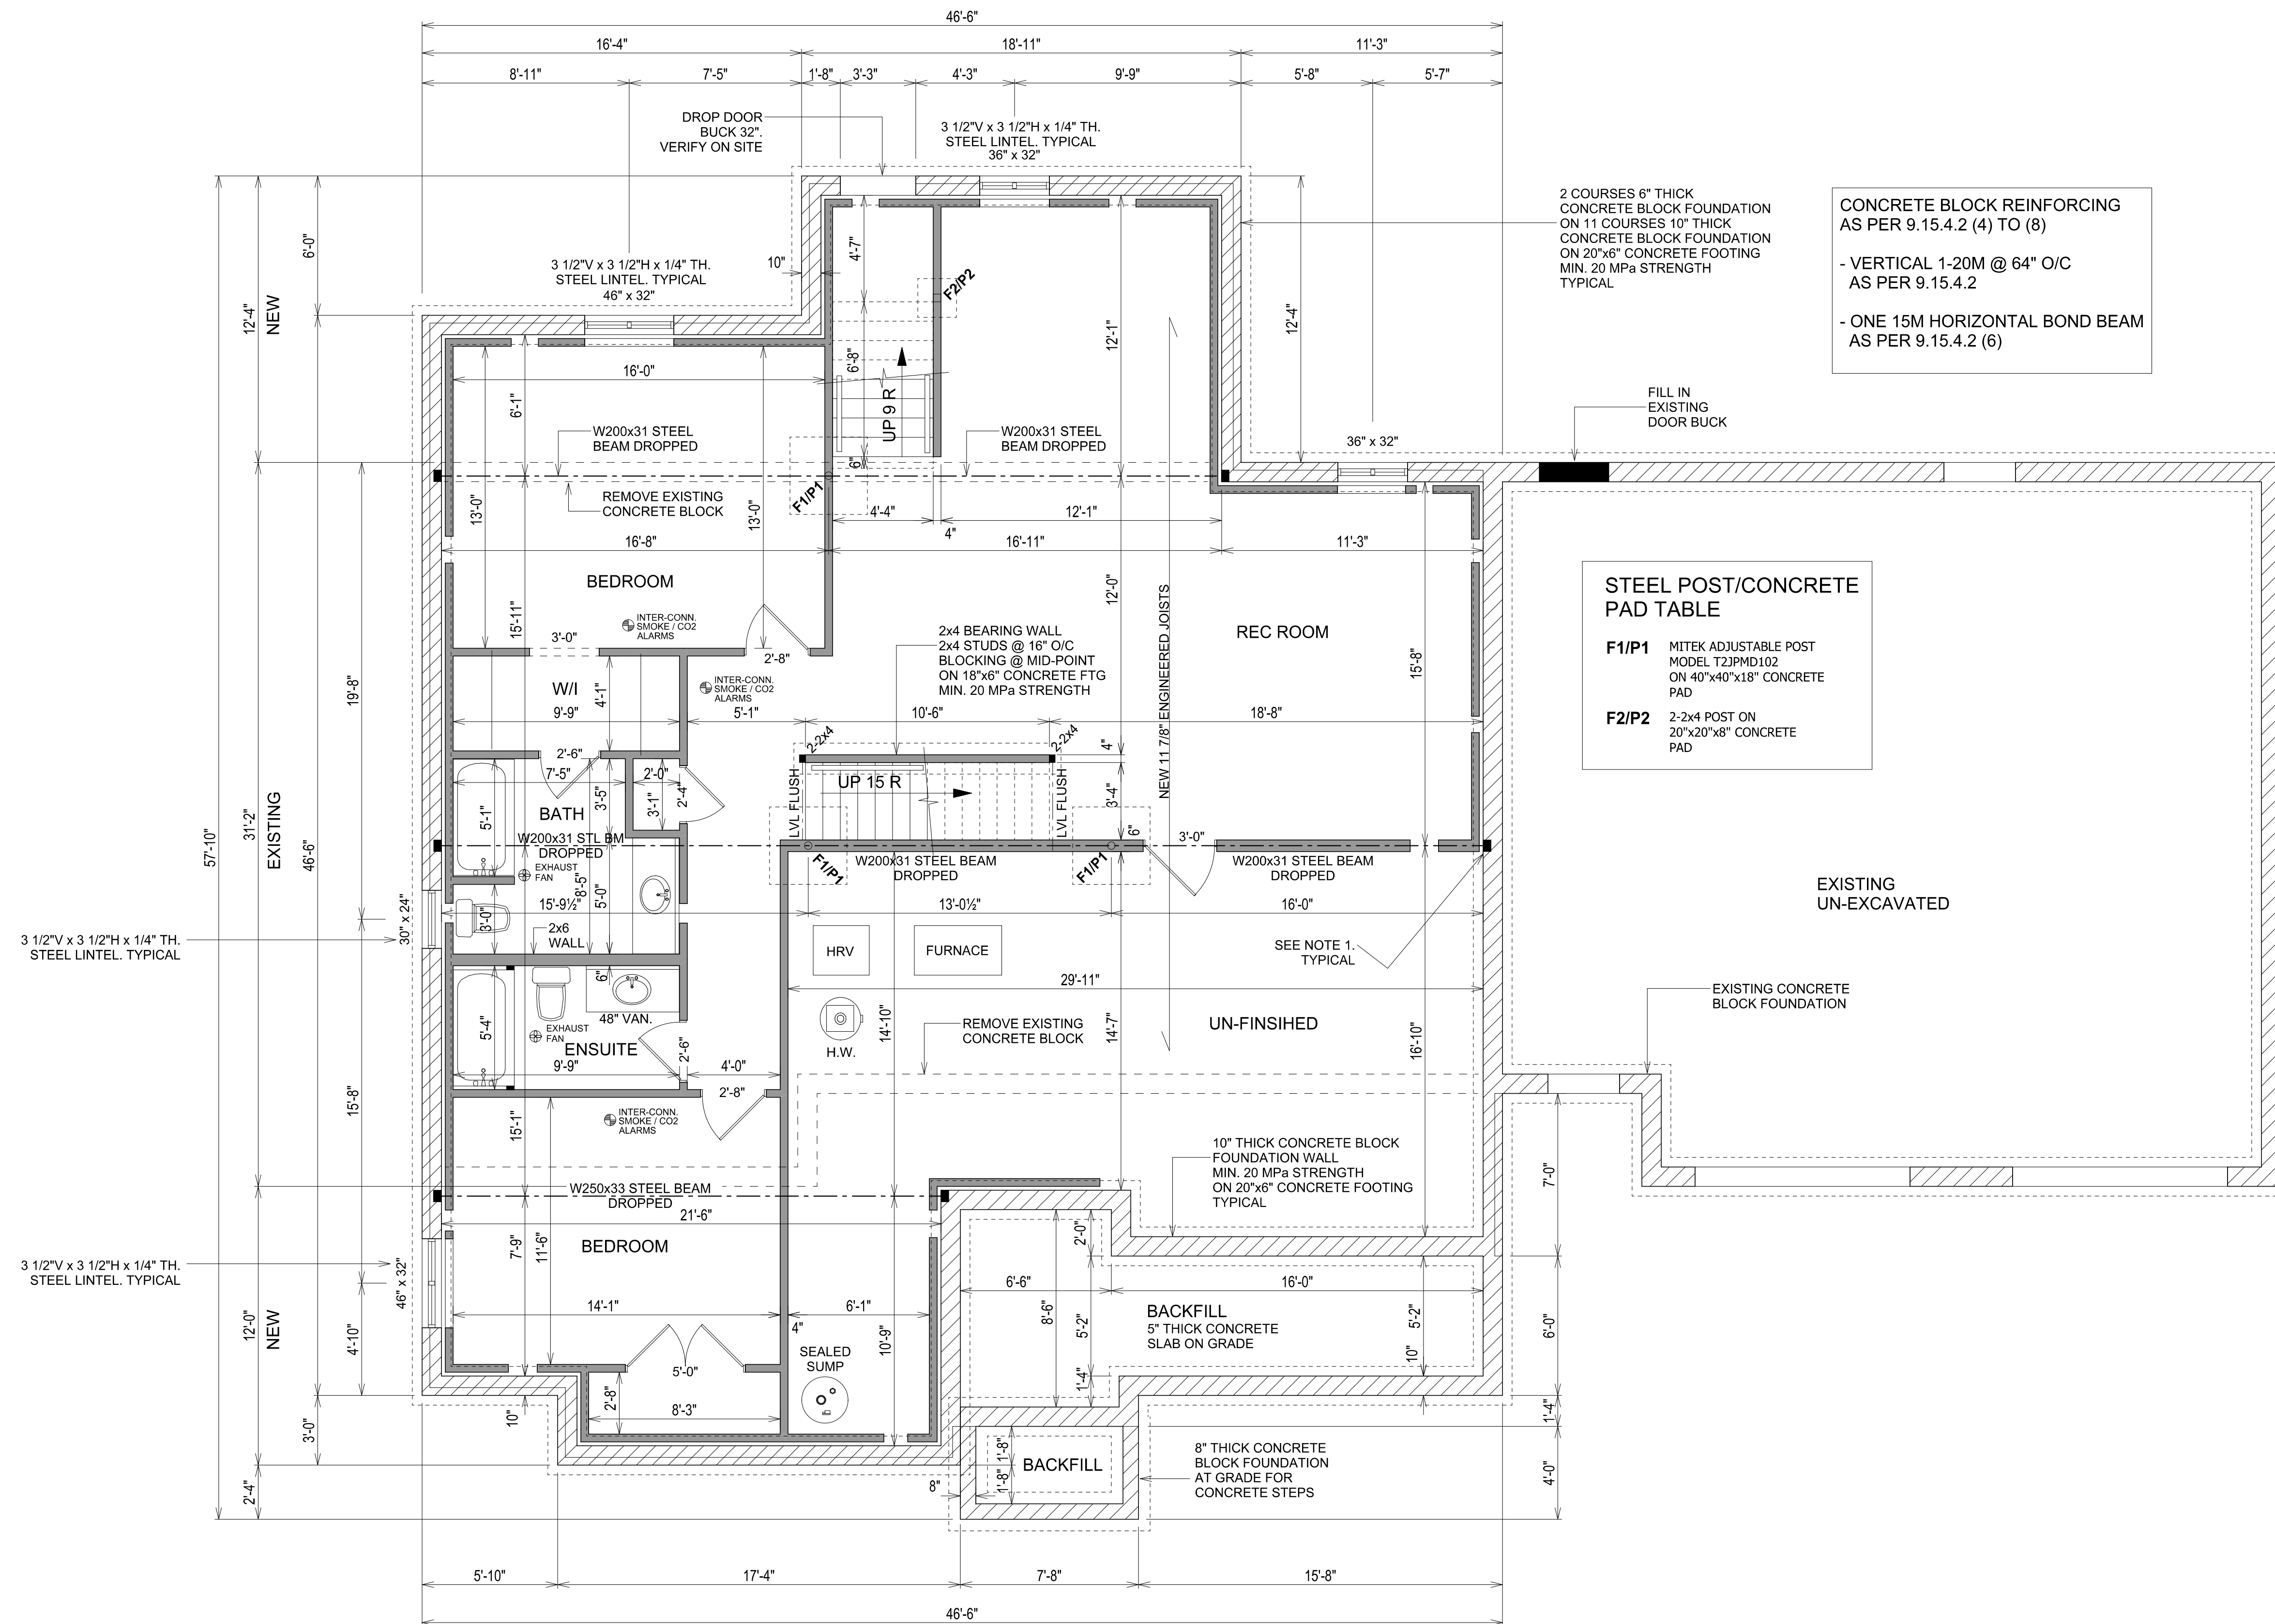 46'-6"
16'-4"
18'-11"
11'-3"
8'-11"
7'-5"
1'-8"
3'-3"
4'-3"
9'-9"
5'-8"
5'-7"
DROP DOOR
BUCK 32".
VERIFY ON SITE
3 1/2"V x 3 1/2"H x 1/4" TH.
STEEL LINTEL. TYPICAL
36" x 32"
3 1/2"V x 3 1/2"H x 1/4" TH.
STEEL LINTEL. TYPICAL
46" x 32"
10"
2 COURSES 6" THICK
CONCRETE BLOCK FOUNDATION
ON 11 COURSES 10" THICK
CONCRETE BLOCK FOUNDATION
ON 20"x6" CONCRETE FOOTING
MIN. 20 MPa STRENGTH
TYPICAL
CONCRETE BLOCK REINFORCING
AS PER 9.15.4.2 (4) TO (8)
- VERTICAL 1-20M @ 64" O/C
AS PER 9.15.4.2
- ONE 15M HORIZONTAL BOND BEAM
AS PER 9.15.4.2 (6)
6'-0"
12'-4"
NEW
4'-7"
F2/P2
6'-8"
UP 9 R
6"
12'-1"
12'-4"
FILL IN
EXISTING
DOOR BUCK
36" x 32"
16'-0"
6'-1"
W200x31 STEEL
BEAM DROPPED
W200x31 STEEL
BEAM DROPPED
REMOVE EXISTING
CONCRETE BLOCK
F1/P1
13'-0"
13'-0"
4'-4"
4"
12'-1"
16'-8"
16'-11"
11'-3"
BEDROOM
15'-11"
INTER-CONN.
SMOKE / CO2
ALARMS
3'-0"
2'-8"
12'-0"
NEW 11 7/8" ENGINEERED JOISTS
REC ROOM
15'-8"
2x4 BEARING WALL
2x4 STUDS @ 16" O/C
BLOCKING @ MID-POINT
ON 18"x6" CONCRETE FTG
MIN. 20 MPa STRENGTH
STEEL POST/CONCRETE
PAD TABLE
F1/P1 MITEK ADJUSTABLE POST
MODEL T2JPMD102
ON 40"x40"x18" CONCRETE
PAD
F2/P2 2-2x4 POST ON
20"x20"x8" CONCRETE
PAD
57'-10"
31'-2"
EXISTING
46'-6"
19'-8"
W/I
4'-1"
INTER-CONN.
SMOKE / CO2
ALARMS
9'-9"
5'-1"
10'-6"
18'-8"
2-2x4
2-2x4
4"
2'-6"
7'-5"
2'-0"
BATH
5'-1"
3'-5"
3'-1"
2'-4"
LVL FLUSH
UP 15 R
LVL FLUSH
3'-4"
6"
3'-0"
W200x31 STL BM
DROPPED
EXHAUST
FAN
8'-5"
5'-0"
F1/P1
W200x31 STEEL BEAM
DROPPED
F1/P1
W200x31 STEEL BEAM
DROPPED
EXISTING
UN-EXCAVATED
30" x 24"
3'-0"
15'-9½"
13'-0½"
16'-0"
2x6
WALL
3 1/2"V x 3 1/2"H x 1/4" TH.
STEEL LINTEL. TYPICAL
HRV
FURNACE
SEE NOTE 1.
TYPICAL
6"
29'-11"
48" VAN.
5'-4"
EXHAUST
FAN
ENSUITE
9'-9"
2'-6"
4'-0"
2'-8"
H.W.
14'-10"
REMOVE EXISTING
CONCRETE BLOCK
14'-7"
UN-FINSIHED
16'-10"
EXISTING CONCRETE
BLOCK FOUNDATION
15'-8"
15'-1"
INTER-CONN.
SMOKE / CO2
ALARMS
10" THICK CONCRETE BLOCK
FOUNDATION WALL
MIN. 20 MPa STRENGTH
ON 20"x6" CONCRETE FOOTING
TYPICAL
7'-0"
W250x33 STEEL BEAM
DROPPED
21'-6"
7'-9"
11'-6"
BEDROOM
3 1/2"V x 3 1/2"H x 1/4" TH.
STEEL LINTEL. TYPICAL
46" x 32"
2'-0"
6'-6"
16'-0"
8'-6"
5'-2"
BACKFILL
5" THICK CONCRETE
SLAB ON GRADE
5'-2"
6'-0"
12'-0"
NEW
4'-10"
14'-1"
6'-1"
4"
SEALED
SUMP
10'-9"
10"
1'-4"
5'-0"
2'-8"
8'-3"
10"
3'-0"
1'-4"
2'-4"
8"
1'-8"
1'-8"
BACKFILL
8" THICK CONCRETE
BLOCK FOUNDATION
AT GRADE FOR
CONCRETE STEPS
4'-0"
5'-10"
17'-4"
7'-8"
15'-8"
46'-6"